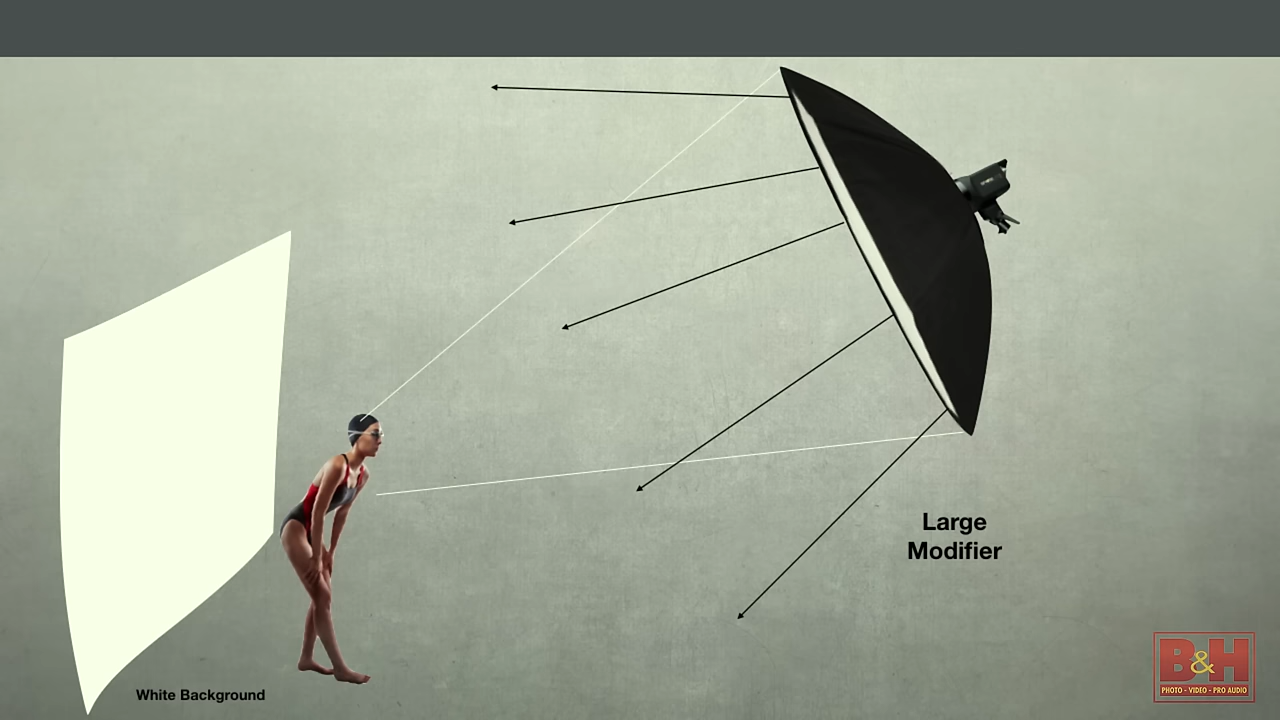 Large
Modifier
White Background
B&H
PHOTO - VIDEO - PRO AUDIO